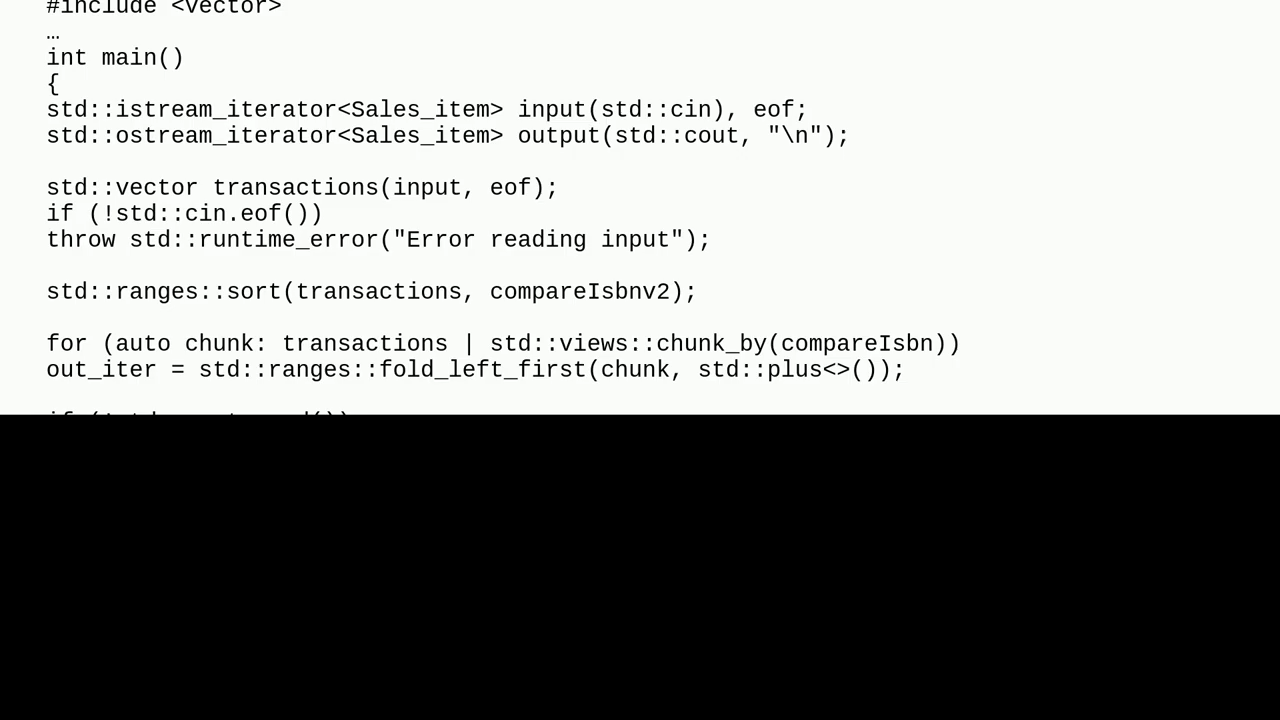 #include <vector>
…
int main()
{
std::istream_iterator<Sales_item> input(std::cin), eof;
std::ostream_iterator<Sales_item> output(std::cout, "\n");
std::vector transactions(input, eof);
if (!std::cin.eof())
throw std::runtime_error("Error reading input");
std::ranges::sort(transactions, compareIsbnv2);
for (auto chunk: transactions | std::views::chunk_by(compareIsbn))
out_iter = std::ranges::fold_left_first(chunk, std::plus<>());